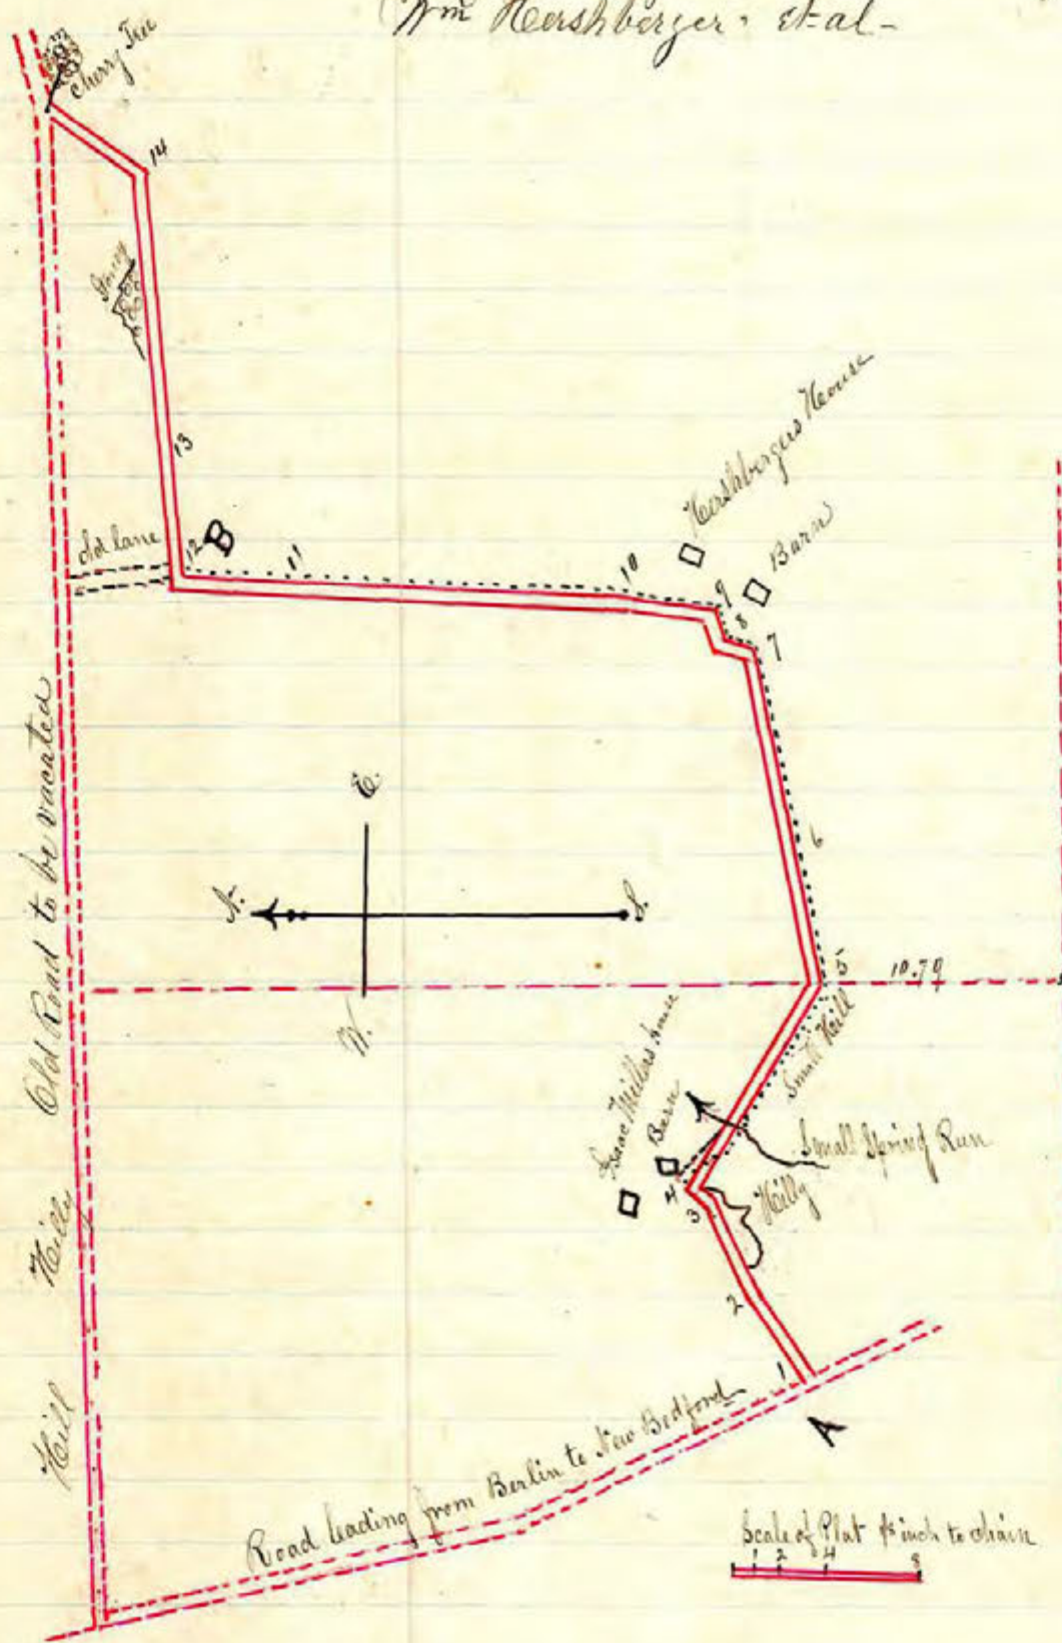 Wm Hershberger. et-al-
Cherry Tree
14
13
old lane
12
B
11
10
Hershbergers House
9
Barn
8
7
Old Road to be vacated
E.
6
N.
S.
5
10.79
W.
Small Hill
Isaac Millers house
Barn
Small Spring Run
4
3
Hilly
Hilly
2
1
A
Hill
Road leading from Berlin to New Bedford
Scale of Plat inch to chain
1 2 4 8